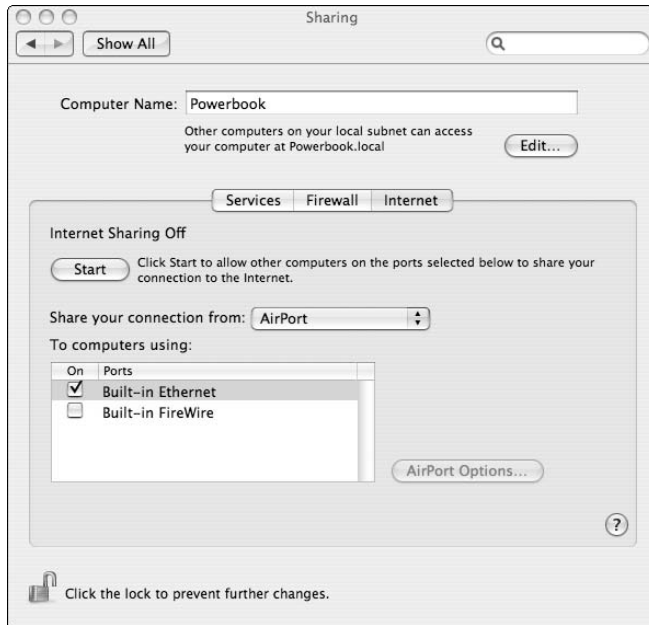 Sharing
Show All
Computer Name: Powerbook
Other computers on your local subnet can access
your computer at Powerbook.local
Edit...
Services Firewall Internet
Internet Sharing Off
Start
Click Start to allow other computers on the ports selected below to share your
connection to the Internet.
Share your connection from: AirPort
To computers using:
On Ports
Built-in Ethernet
Built-in FireWire
AirPort Options...
?
Click the lock to prevent further changes.